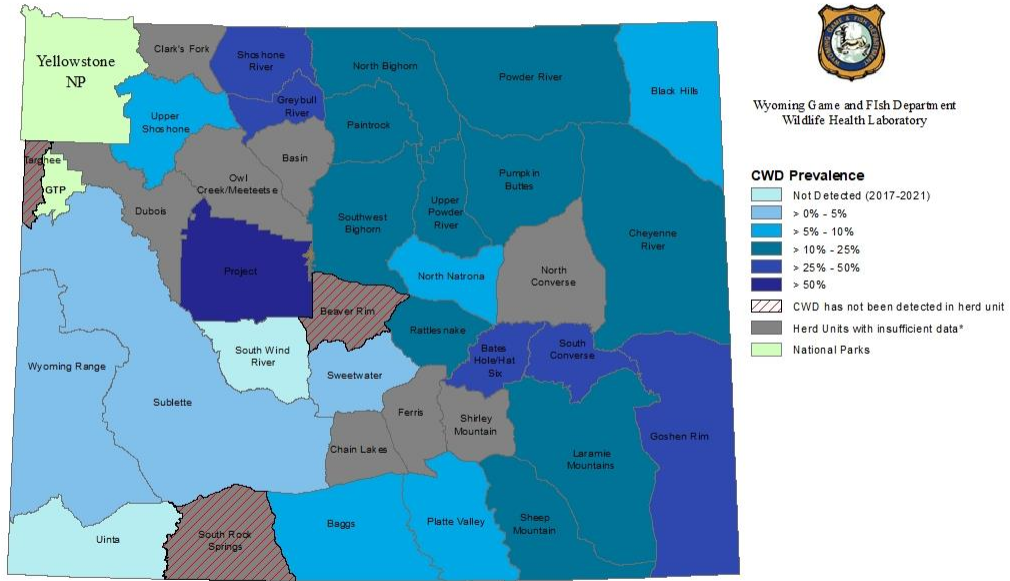 Yellowstone
NP
Clark's Fork
Shoshone
River
North Bighorn
Powder River
Black Hills
Greybull
River
Upper
Shoshone
Paintrock
Targhee
GTP
Basin
Owl
Creek/Meeteetse
Pumpkin
Buttes
Dubois
Southwest
Bighorn
Upper
Powder
River
Cheyenne
River
Project
North Natrona
North
Converse
Beaver Rim
Rattlesnake
South Wind
River
Bates
Hole/Hat
Six
South
Converse
Wyoming Range
Sweetwater
Sublette
Ferris
Shirley
Mountain
Goshen Rim
Chain Lakes
Laramie
Mountains
Uinta
South Rock
Springs
Baggs
Platte Valley
Sheep
Mountain
Wyoming Game and FIsh Department
Wildlife Health Laboratory
CWD Prevalence
Not Detected (2017-2021)
> 0% - 5%
> 5% - 10%
> 10% - 25%
> 25% - 50%
> 50%
CWD has not been detected in herd unit
Herd Units with insufficient data*
National Parks